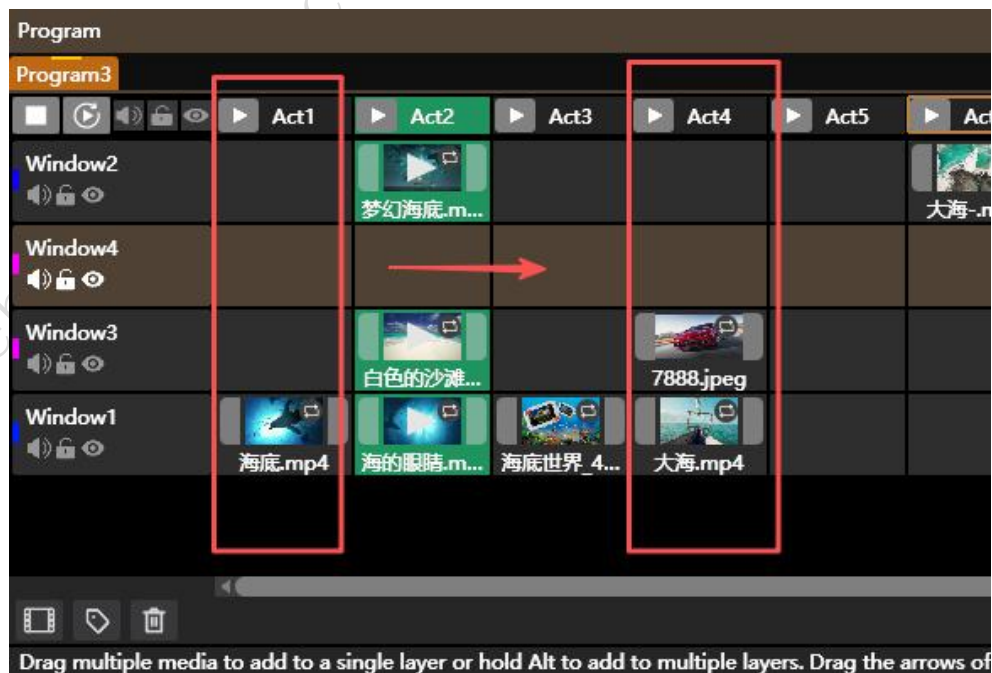 Program
Program3
Act1 Act2 Act3 Act4 Act5 Act
Window2
梦幻海底.m... 大海-.m
Window4
Window3
白色的沙滩... 7888.jpeg
Window1
海底.mp4 海的眼睛.m... 海底世界_4... 大海.mp4
Drag multiple media to add to a single layer or hold Alt to add to multiple layers. Drag the arrows of